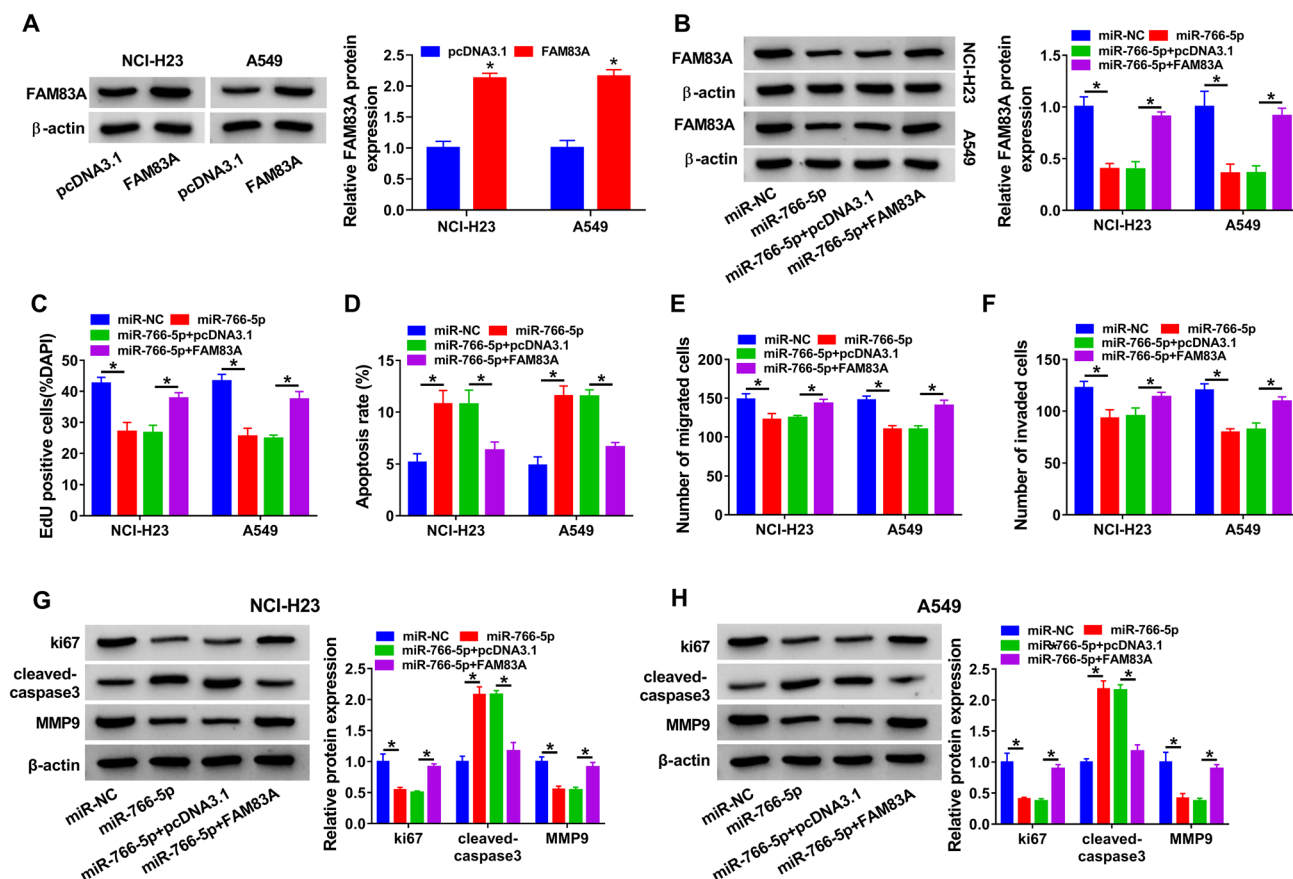 A
NCI-H23 A549
FAM83A
β-actin
pcDNA3.1 FAM83A pcDNA3.1 FAM83A
pcDNA3.1 FAM83A
Relative FAM83A protein
expression
2.5
2.0
1.5
1.0
0.5
0.0
* *
NCI-H23 A549
B
FAM83A
β-actin
FAM83A
β-actin
NCI-H23
A549
miR-NC
miR-766-5p
miR-766-5p+pcDNA3.1
miR-766-5p+FAM83A
miR-NC miR-766-5p
miR-766-5p+pcDNA3.1
miR-766-5p+FAM83A
Relative FAM83A protein
expression
1.5
1.0
0.5
0.0
* * * *
NCI-H23 A549
C
miR-NC miR-766-5p
miR-766-5p+pcDNA3.1
miR-766-5p+FAM83A
EdU positive cells(%DAPI)
50
40
30
20
10
0
* * * *
NCI-H23 A549
D
miR-NC miR-766-5p
miR-766-5p+pcDNA3.1
miR-766-5p+FAM83A
Apoptosis rate (%)
15
10
5
0
* * * *
NCI-H23 A549
E
miR-NC miR-766-5p
miR-766-5p+pcDNA3.1
miR-766-5p+FAM83A
Number of migrated cells
200
150
100
50
0
* * * *
NCI-H23 A549
F
miR-NC miR-766-5p
miR-766-5p+pcDNA3.1
miR-766-5p+FAM83A
Number of invaded cells
150
100
50
0
* * * *
NCI-H23 A549
G
NCI-H23
ki67
cleaved-
caspase3
MMP9
β-actin
miR-NC
miR-766-5p
miR-766-5p+pcDNA3.1
miR-766-5p+FAM83A
miR-NC miR-766-5p
miR-766-5p+pcDNA3.1
miR-766-5p+FAM83A
Relative protein expression
2.5
2.0
1.5
1.0
0.5
0.0
* * * * * *
ki67 cleaved-
caspase3 MMP9
H
A549
ki67
cleaved-
caspase3
MMP9
β-actin
miR-NC
miR-766-5p
miR-766-5p+pcDNA3.1
miR-766-5p+FAM83A
miR-NC miR-766-5p
miR-766-5p+pcDNA3.1
miR-766-5p+FAM83A
Relative protein expression
2.5
2.0
1.5
1.0
0.5
0.0
* * * * * *
ki67 cleaved-
caspase3 MMP9